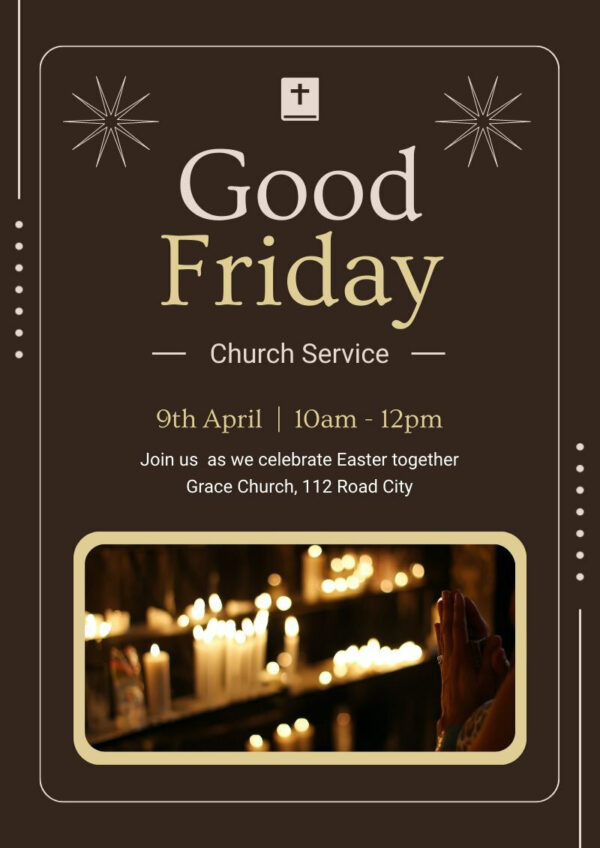 Good
Friday
Church Service
9th April | 10am - 12pm
Join us  as we celebrate Easter together
Grace Church, 112 Road City